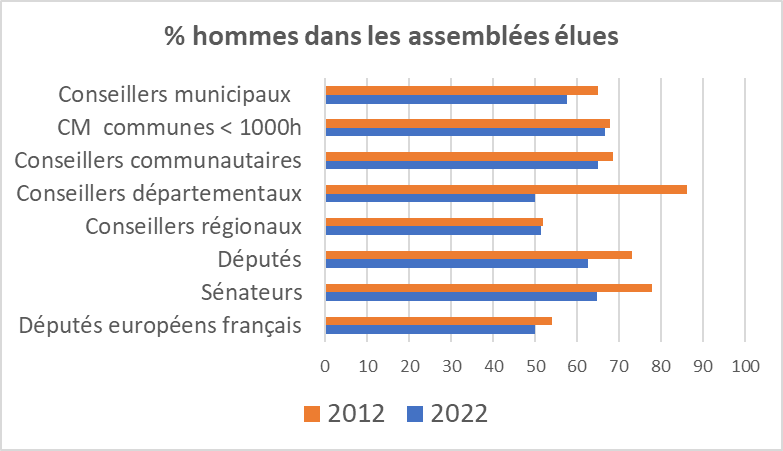 % hommes dans les assemblées élues
Conseillers municipaux
CM  communes < 1000h
Conseillers communautaires
Conseillers départementaux
Conseillers régionaux
Députés
Sénateurs
Députés européens français
0 10 20 30 40 50 60 70 80 90 100
2012 2022